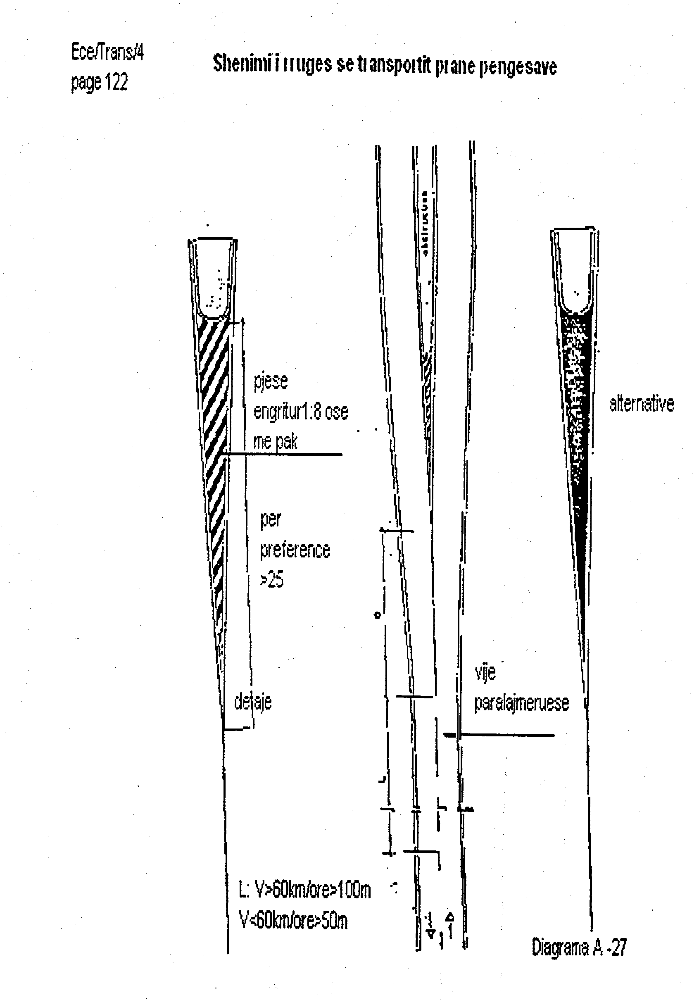 Ece/Trans/4
page 122
Shenimi i rruges se transportit prane pengesave
pjese
engritur1:8 ose
me pak
alternative
per
preference
>25
detaje
vije
paralajmeruese
L: V>60km/ore>100m
V<60km/ore>50m
Diagrama A -27